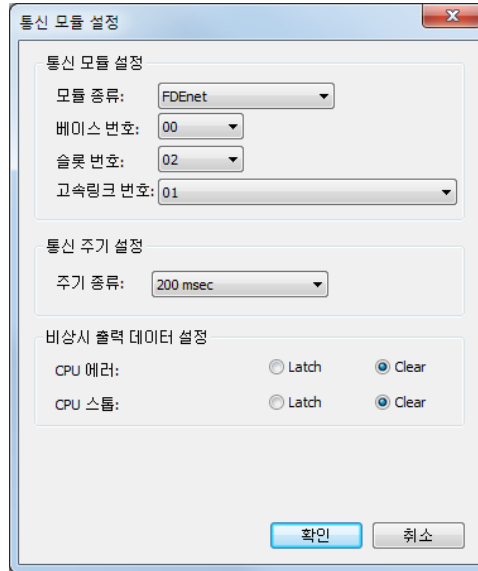 통신 모듈 설정
통신 모듈 설정
모듈 종류: FDEnet
베이스 번호: 00
슬롯 번호: 02
고속링크 번호: 01
통신 주기 설정
주기 종류: 200 msec
비상시 출력 데이터 설정
CPU 에러: Latch Clear
CPU 스톱: Latch Clear
확인 취소